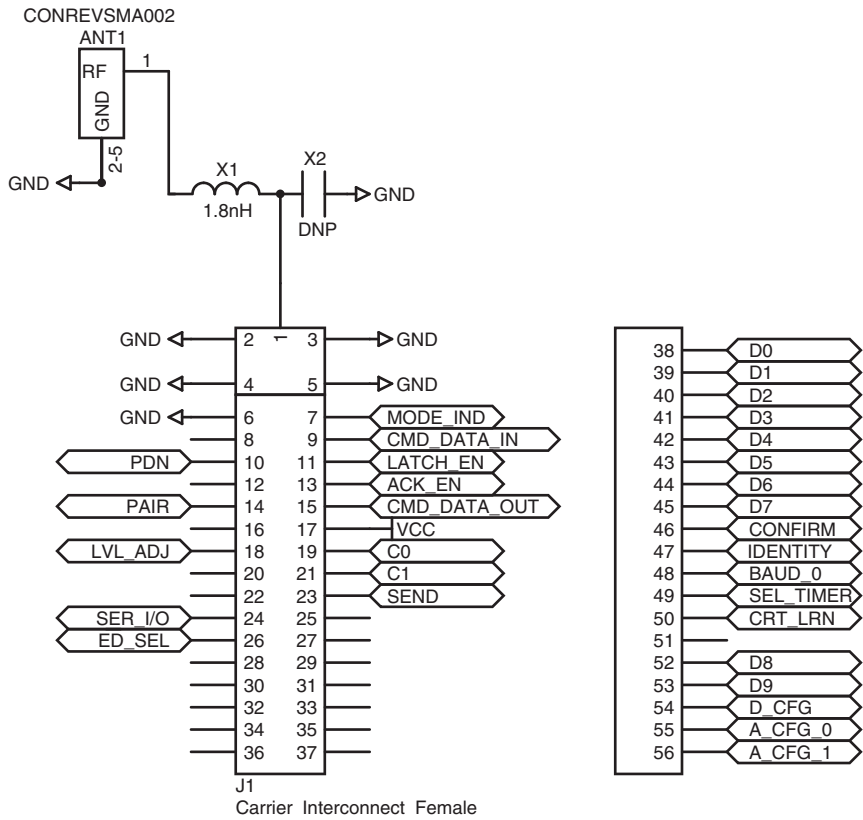 CONREVSMA002
ANT1
RF
GND
1
2-5
GND
X1
1.8nH
X2
DNP
GND
1
GND 2 3 GND
GND 4 5 GND
GND 6 7 MODE_IND
8 9 CMD_DATA_IN
PDN 10 11 LATCH_EN
12 13 ACK_EN
PAIR 14 15 CMD_DATA_OUT
16 17 VCC
LVL_ADJ 18 19 C0
20 21 C1
22 23 SEND
SER_I/O 24 25
ED_SEL 26 27
28 29
30 31
32 33
34 35
36 37
J1
Carrier Interconnect Female
38 D0
39 D1
40 D2
41 D3
42 D4
43 D5
44 D6
45 D7
46 CONFIRM
47 IDENTITY
48 BAUD_0
49 SEL_TIMER
50 CRT_LRN
51
52 D8
53 D9
54 D_CFG
55 A_CFG_0
56 A_CFG_1